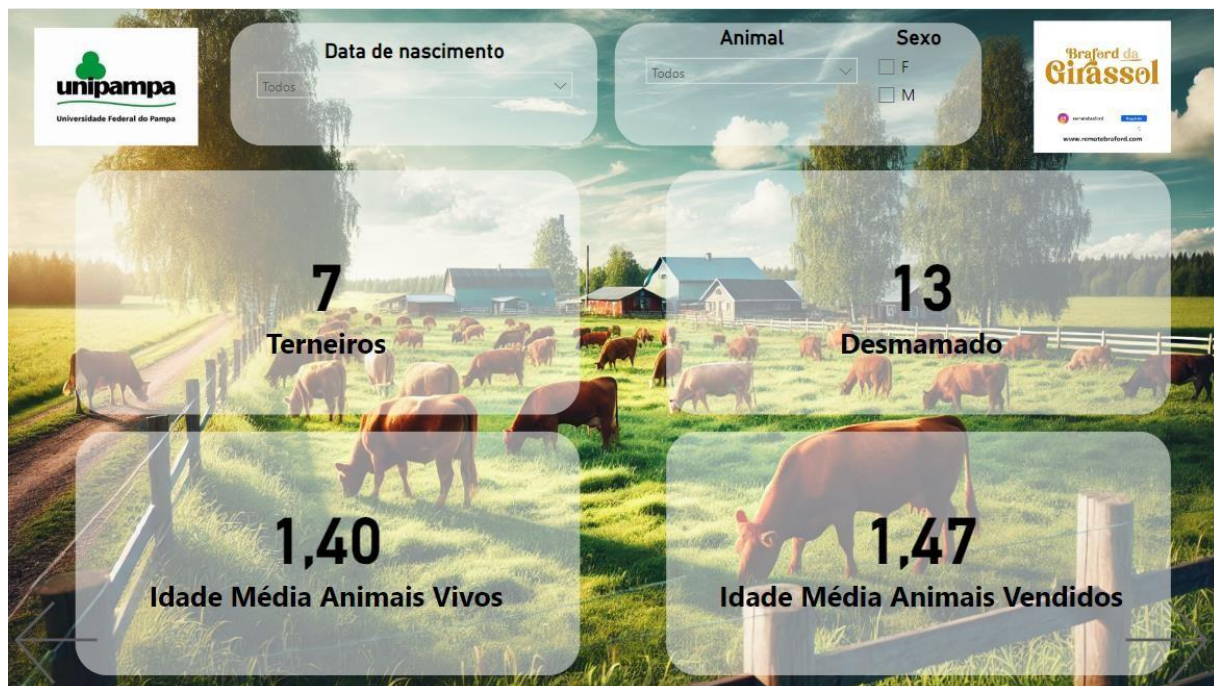 unipampa
Universidade Federal do Pampa
Data de nascimento
Todos
Animal
Todos
Sexo
F
M
Braford da
Girassol
remotebraford
www.remotebraford.com
7
Terneiros
13
Desmamado
1,40
Idade Média Animais Vivos
1,47
Idade Média Animais Vendidos